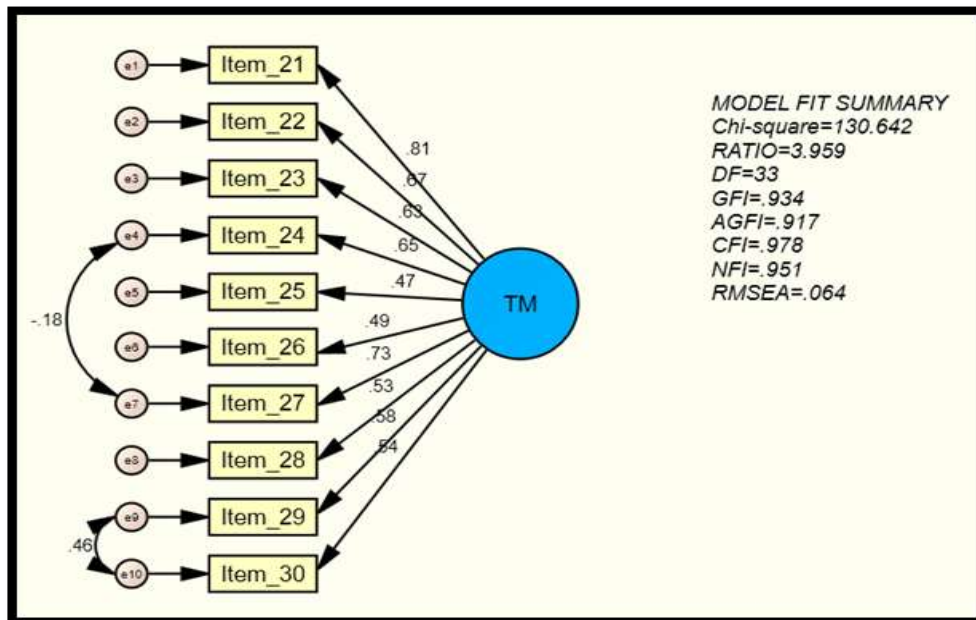 e1 Item_21
e2 Item_22
e3 Item_23
e4 Item_24
e5 Item_25
e6 Item_26
e7 Item_27
e8 Item_28
e9 Item_29
e10 Item_30
.81
.67
.63
.65
.47
.49
.73
.53
.58
.54
-.18
.46
TM
MODEL FIT SUMMARY
Chi-square=130.642
RATIO=3.959
DF=33
GFI=.934
AGFI=.917
CFI=.978
NFI=.951
RMSEA=.064